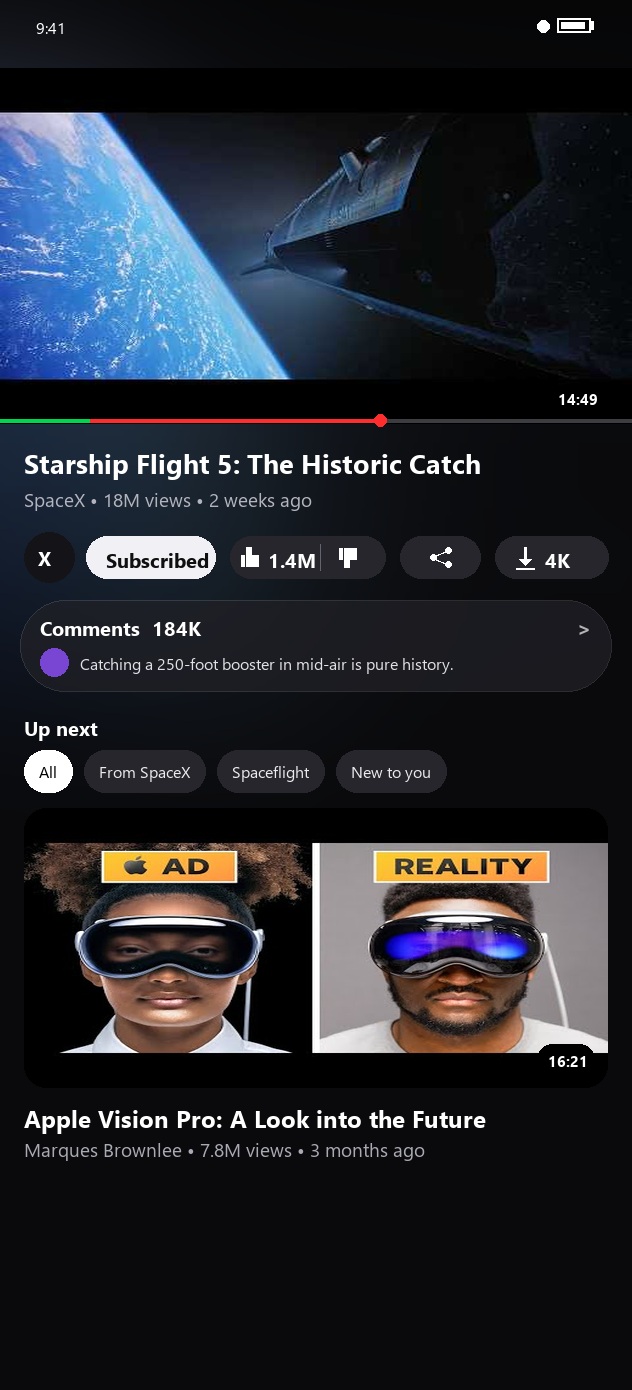 9:41
14:49
Starship Flight 5: The Historic Catch
SpaceX • 18M views • 2 weeks ago
X Subscribed 1.4M 4K
Comments 184K >
Catching a 250-foot booster in mid-air is pure history.
Up next
All From SpaceX Spaceflight New to you
AD REALITY
16:21
Apple Vision Pro: A Look into the Future
Marques Brownlee • 7.8M views • 3 months ago